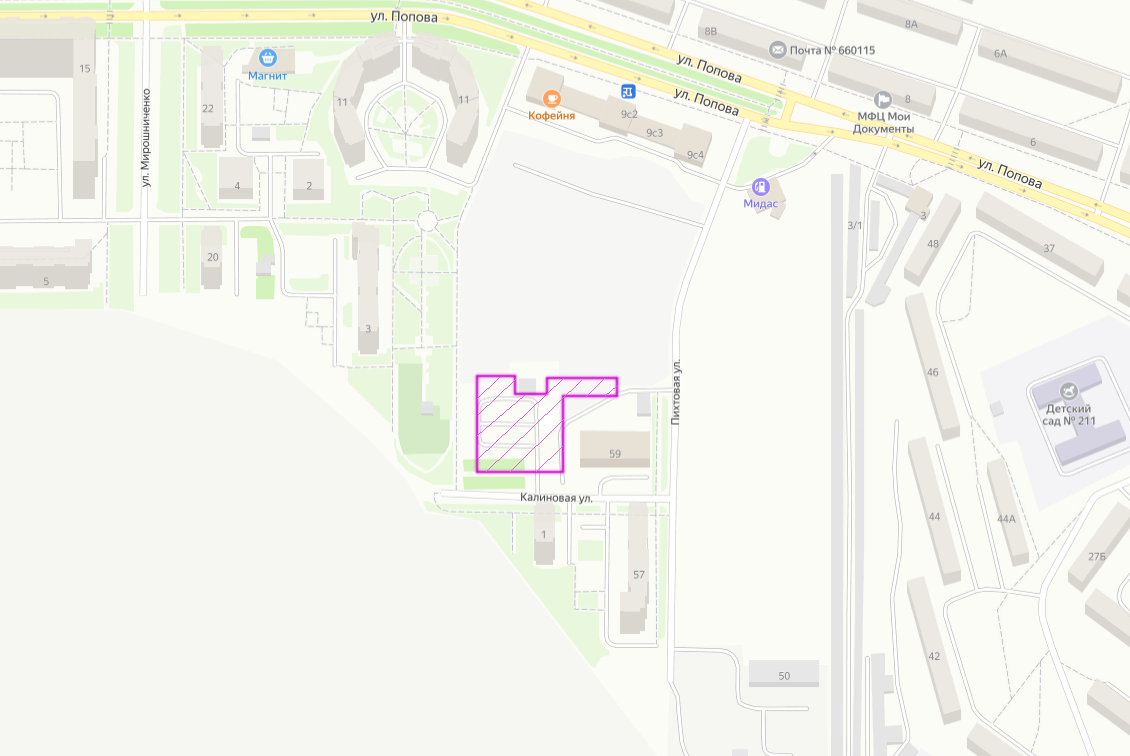 ул. Попова
8А
8В
Почта № 660115
6А
ул. Попова
15
Магнит
11
11
ул. Мирошниченко
22
Кофейня
9с2
ул. Попова
8
МФЦ Мои
Документы
9с3
6
9с4
ул. Попова
4
2
Мидас
3
3/1
48
37
20
5
3
46
Пихтовая ул.
Детский
сад № 211
59
Калиновая ул.
44
44А
1
27Б
57
42
50